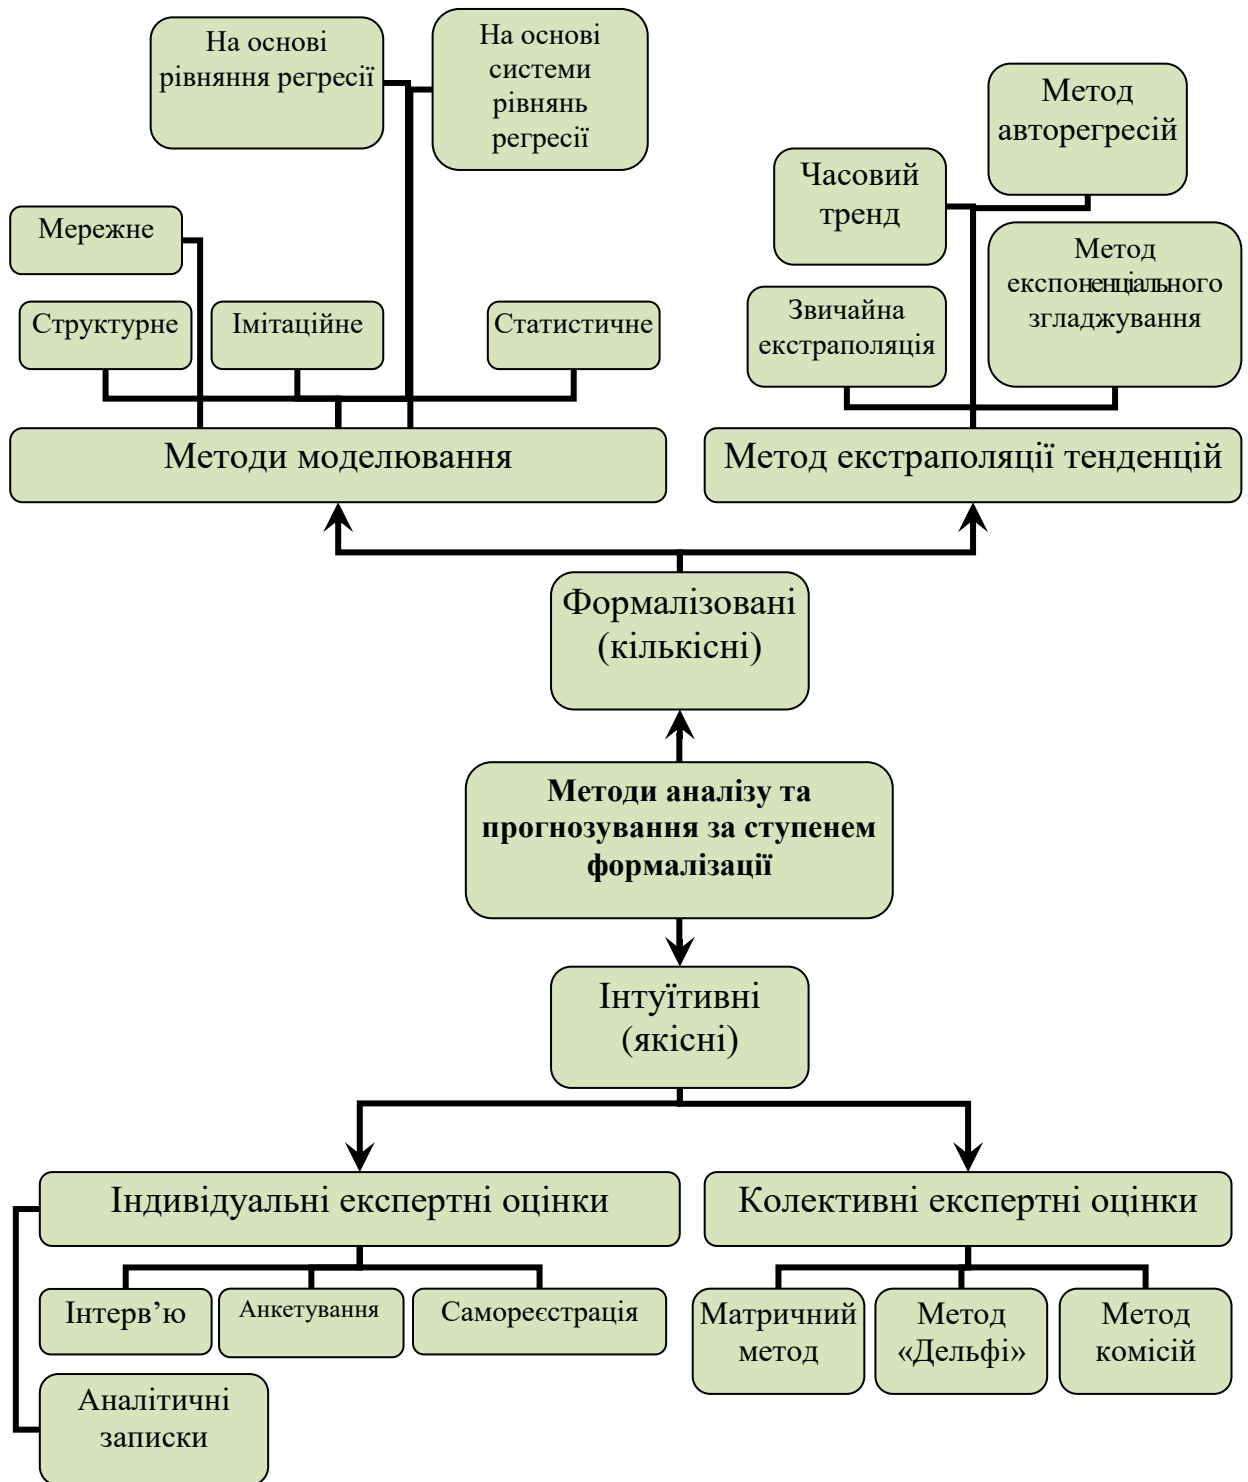 На основі
рівняння регресії
На основі
системи
рівнянь
регресії
Метод
авторегресій
Часовий
тренд
Мережне
Метод
експоненціального
згладжування
Структурне
Імітаційне
Статистичне
Звичайна
екстраполяція
Методи моделювання
Метод екстраполяції тенденцій
Формалізовані
(кількісні)
Методи аналізу та
прогнозування за ступенем
формалізації
Інтуїтивні
(якісні)
Індивідуальні експертні оцінки
Колективні експертні оцінки
Інтерв’ю
Анкетування
Самореєстрація
Матричний
метод
Метод
«Дельфі»
Метод
комісій
Аналітичні
записки